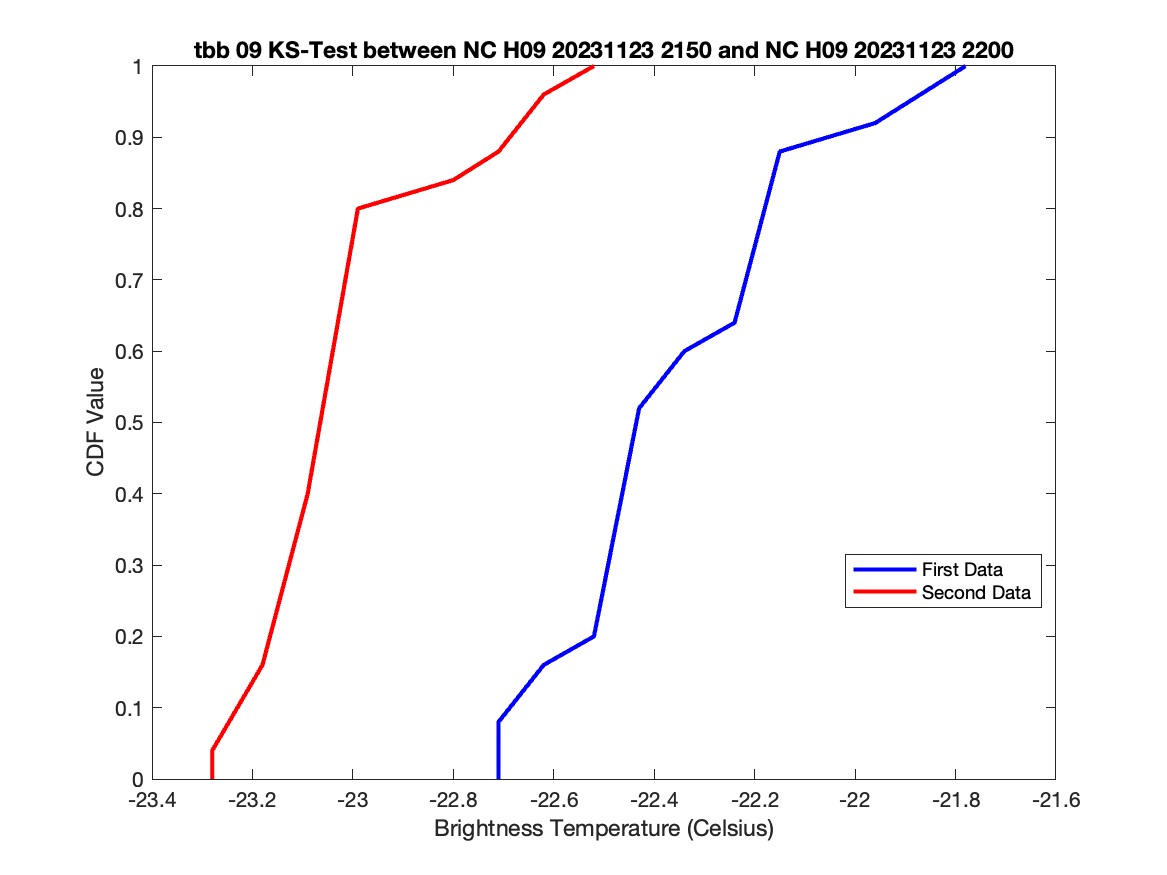 tbb 09 KS-Test between NC H09 20231123 2150 and NC H09 20231123 2200
1
0.9
0.8
0.7
0.6
0.5
0.4
0.3
0.2
0.1
0
CDF Value
First Data
Second Data
-23.4 -23.2 -23 -22.8 -22.6 -22.4 -22.2 -22 -21.8 -21.6
Brightness Temperature (Celsius)